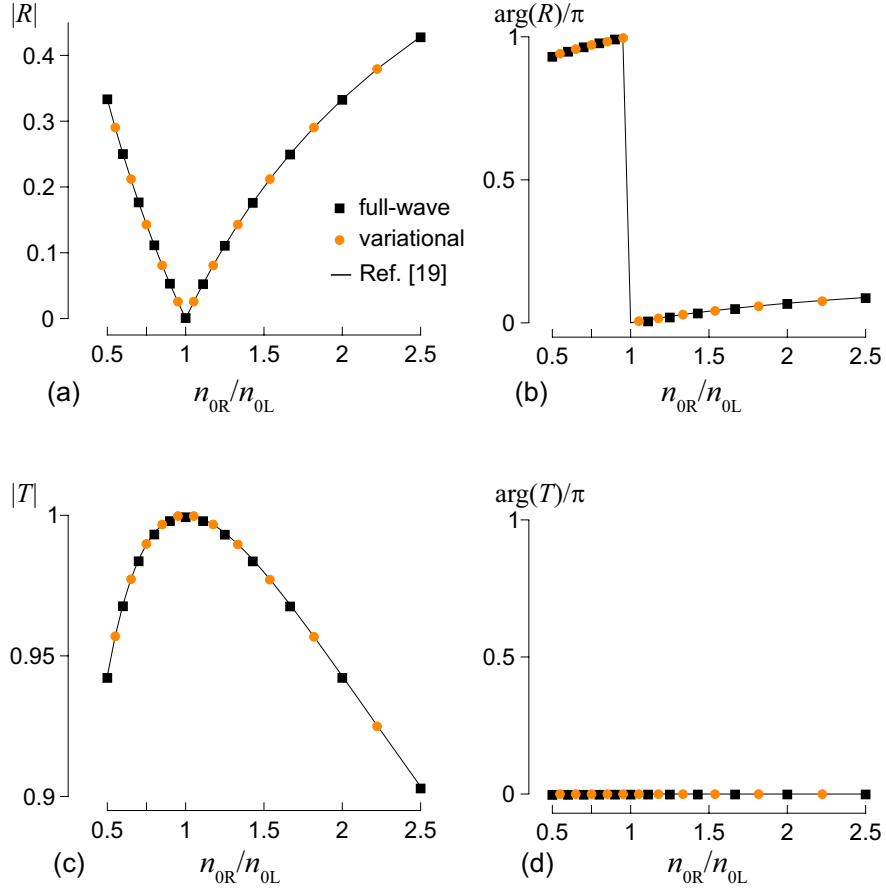 |R|
0.4
0.3
0.2
0.1
0
0.5 1 1.5 2 2.5
(a) n0R/n0L
full-wave
variational
Ref. [19]
arg(R)/π
1
0.5
0
0.5 1 1.5 2 2.5
(b) n0R/n0L
|T|
1
0.95
0.9
0.5 1 1.5 2 2.5
(c) n0R/n0L
arg(T)/π
1
0.5
0
0.5 1 1.5 2 2.5
(d) n0R/n0L